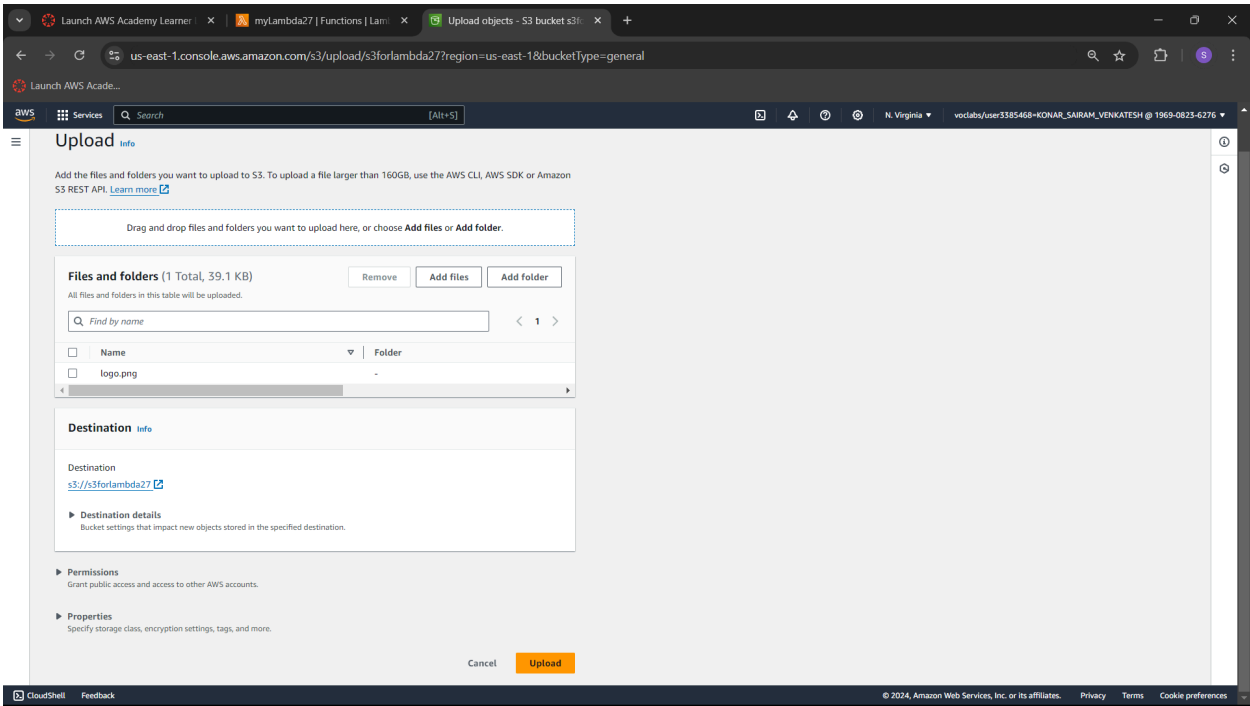 Launch AWS Academy Learner
myLambda27 | Functions | Lam
Upload objects - S3 bucket s3fo
us-east-1.console.aws.amazon.com/s3/upload/s3forlambda27?region=us-east-1&bucketType=general
S
Launch AWS Acade...
aws
Services
Search
[Alt+S]
N. Virginia
voclabs/user3385468=KONAR_SAIRAM_VENKATESH @ 1969-0823-6276
Upload Info
Add the files and folders you want to upload to S3. To upload a file larger than 160GB, use the AWS CLI, AWS SDK or Amazon
S3 REST API. Learn more
Drag and drop files and folders you want to upload here, or choose Add files or Add folder.
Files and folders (1 Total, 39.1 KB)
Remove
Add files
Add folder
All files and folders in this table will be uploaded.
Find by name
1
Name
Folder
logo.png
-
Destination Info
Destination
s3://s3forlambda27
Destination details
Bucket settings that impact new objects stored in the specified destination.
Permissions
Grant public access and access to other AWS accounts.
Properties
Specify storage class, encryption settings, tags, and more.
Cancel
Upload
CloudShell
Feedback
© 2024, Amazon Web Services, Inc. or its affiliates.
Privacy
Terms
Cookie preferences